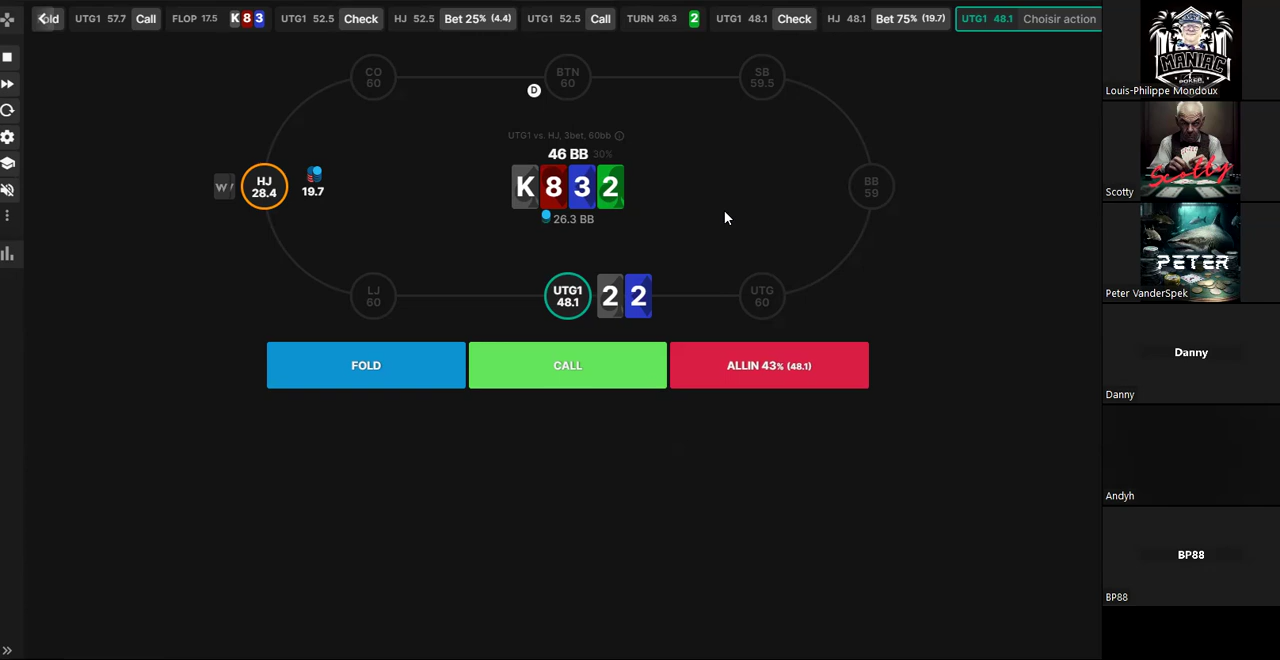 old UTG1 57.7 Call FLOP 17.5 K 8 3 UTG1 52.5 Check HJ 52.5 Bet 25% (4.4) UTG1 52.5 Call TURN 26.3 2 UTG1 48.1 Check HJ 48.1 Bet 75% (19.7) UTG1 48.1 Choisir action
CO
60
BTN
60
SB
59.5
D
UTG1 vs. HJ, 3bet, 60bb
46 BB 30%
K 8 3 2
26.3 BB
HJ
28.4
19.7
BB
59
LJ
60
UTG1
48.1
2 2
UTG
60
FOLD
CALL
ALLIN 43% (48.1)
MANIAC
POKER
Louis-Philippe Mondoux
Scotty
Scotty
PETER
Peter VanderSpek
Danny
Danny
Andyh
BP88
BP88